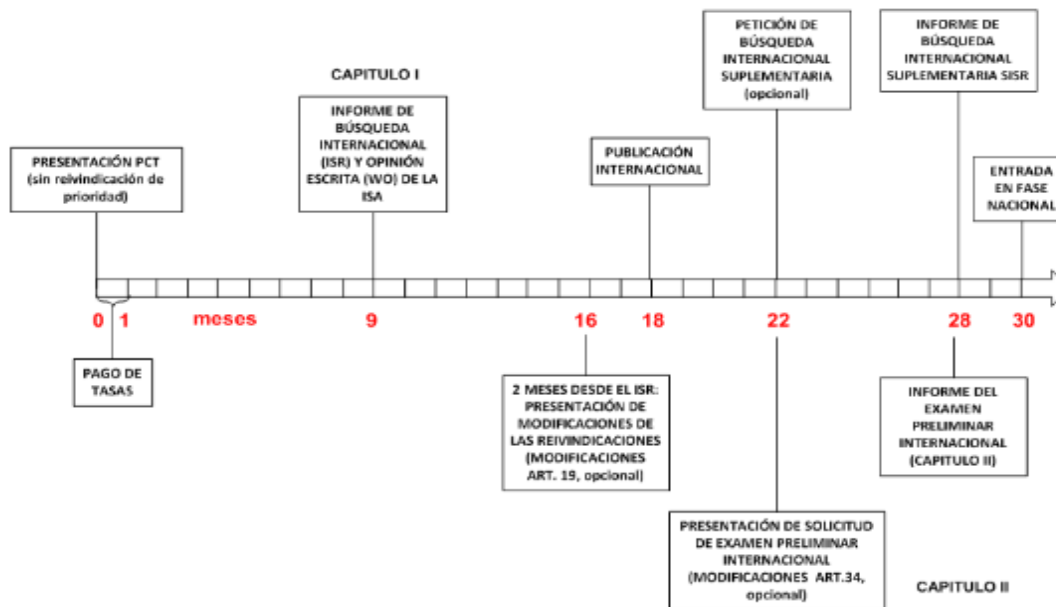 CAPITULO I
PRESENTACIÓN PCT
(sin reivindicación de
prioridad)
INFORME DE
BÚSQUEDA
INTERNACIONAL
(ISR) Y OPINIÓN
ESCRITA (WO) DE LA
ISA
PUBLICACIÓN
INTERNACIONAL
PETICIÓN DE
BÚSQUEDA
INTERNACIONAL
SUPLEMENTARIA
(opcional)
INFORME DE
BÚSQUEDA
INTERNACIONAL
SUPLEMENTARIA SISR
ENTRADA
EN FASE
NACIONAL
0 1 meses 9 16 18 22 28 30
PAGO DE
TASAS
2 MESES DESDE EL ISR:
PRESENTACIÓN DE
MODIFICACIONES DE
LAS REIVINDICACIONES
(MODIFICACIONES
ART. 19, opcional)
PRESENTACIÓN DE SOLICITUD
DE EXAMEN PRELIMINAR
INTERNACIONAL
(MODIFICACIONES ART.34,
opcional)
INFORME DEL
EXAMEN
PRELIMINAR
INTERNACIONAL
(CAPITULO II)
CAPITULO II